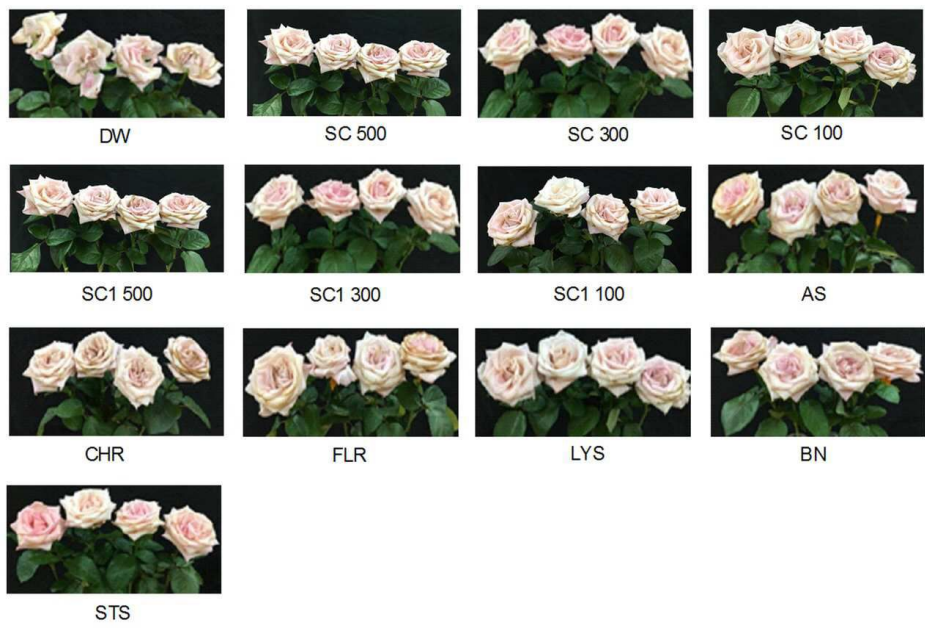 DW
SC 500
SC 300
SC 100
SC1 500
SC1 300
SC1 100
AS
CHR
FLR
LYS
BN
STS